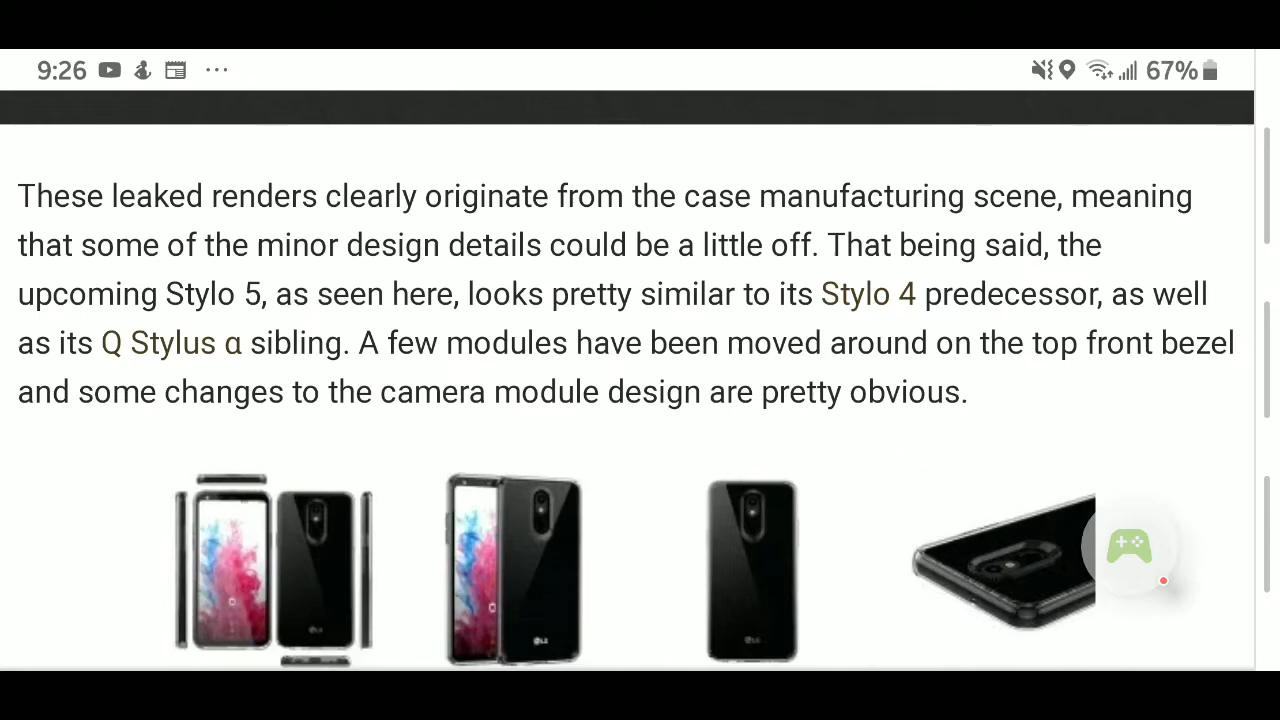 9:26
67%
These leaked renders clearly originate from the case manufacturing scene, meaning
that some of the minor design details could be a little off. That being said, the
upcoming Stylo 5, as seen here, looks pretty similar to its Stylo 4 predecessor, as well
as its Q Stylus α sibling. A few modules have been moved around on the top front bezel
and some changes to the camera module design are pretty obvious.
LG
LG
LG